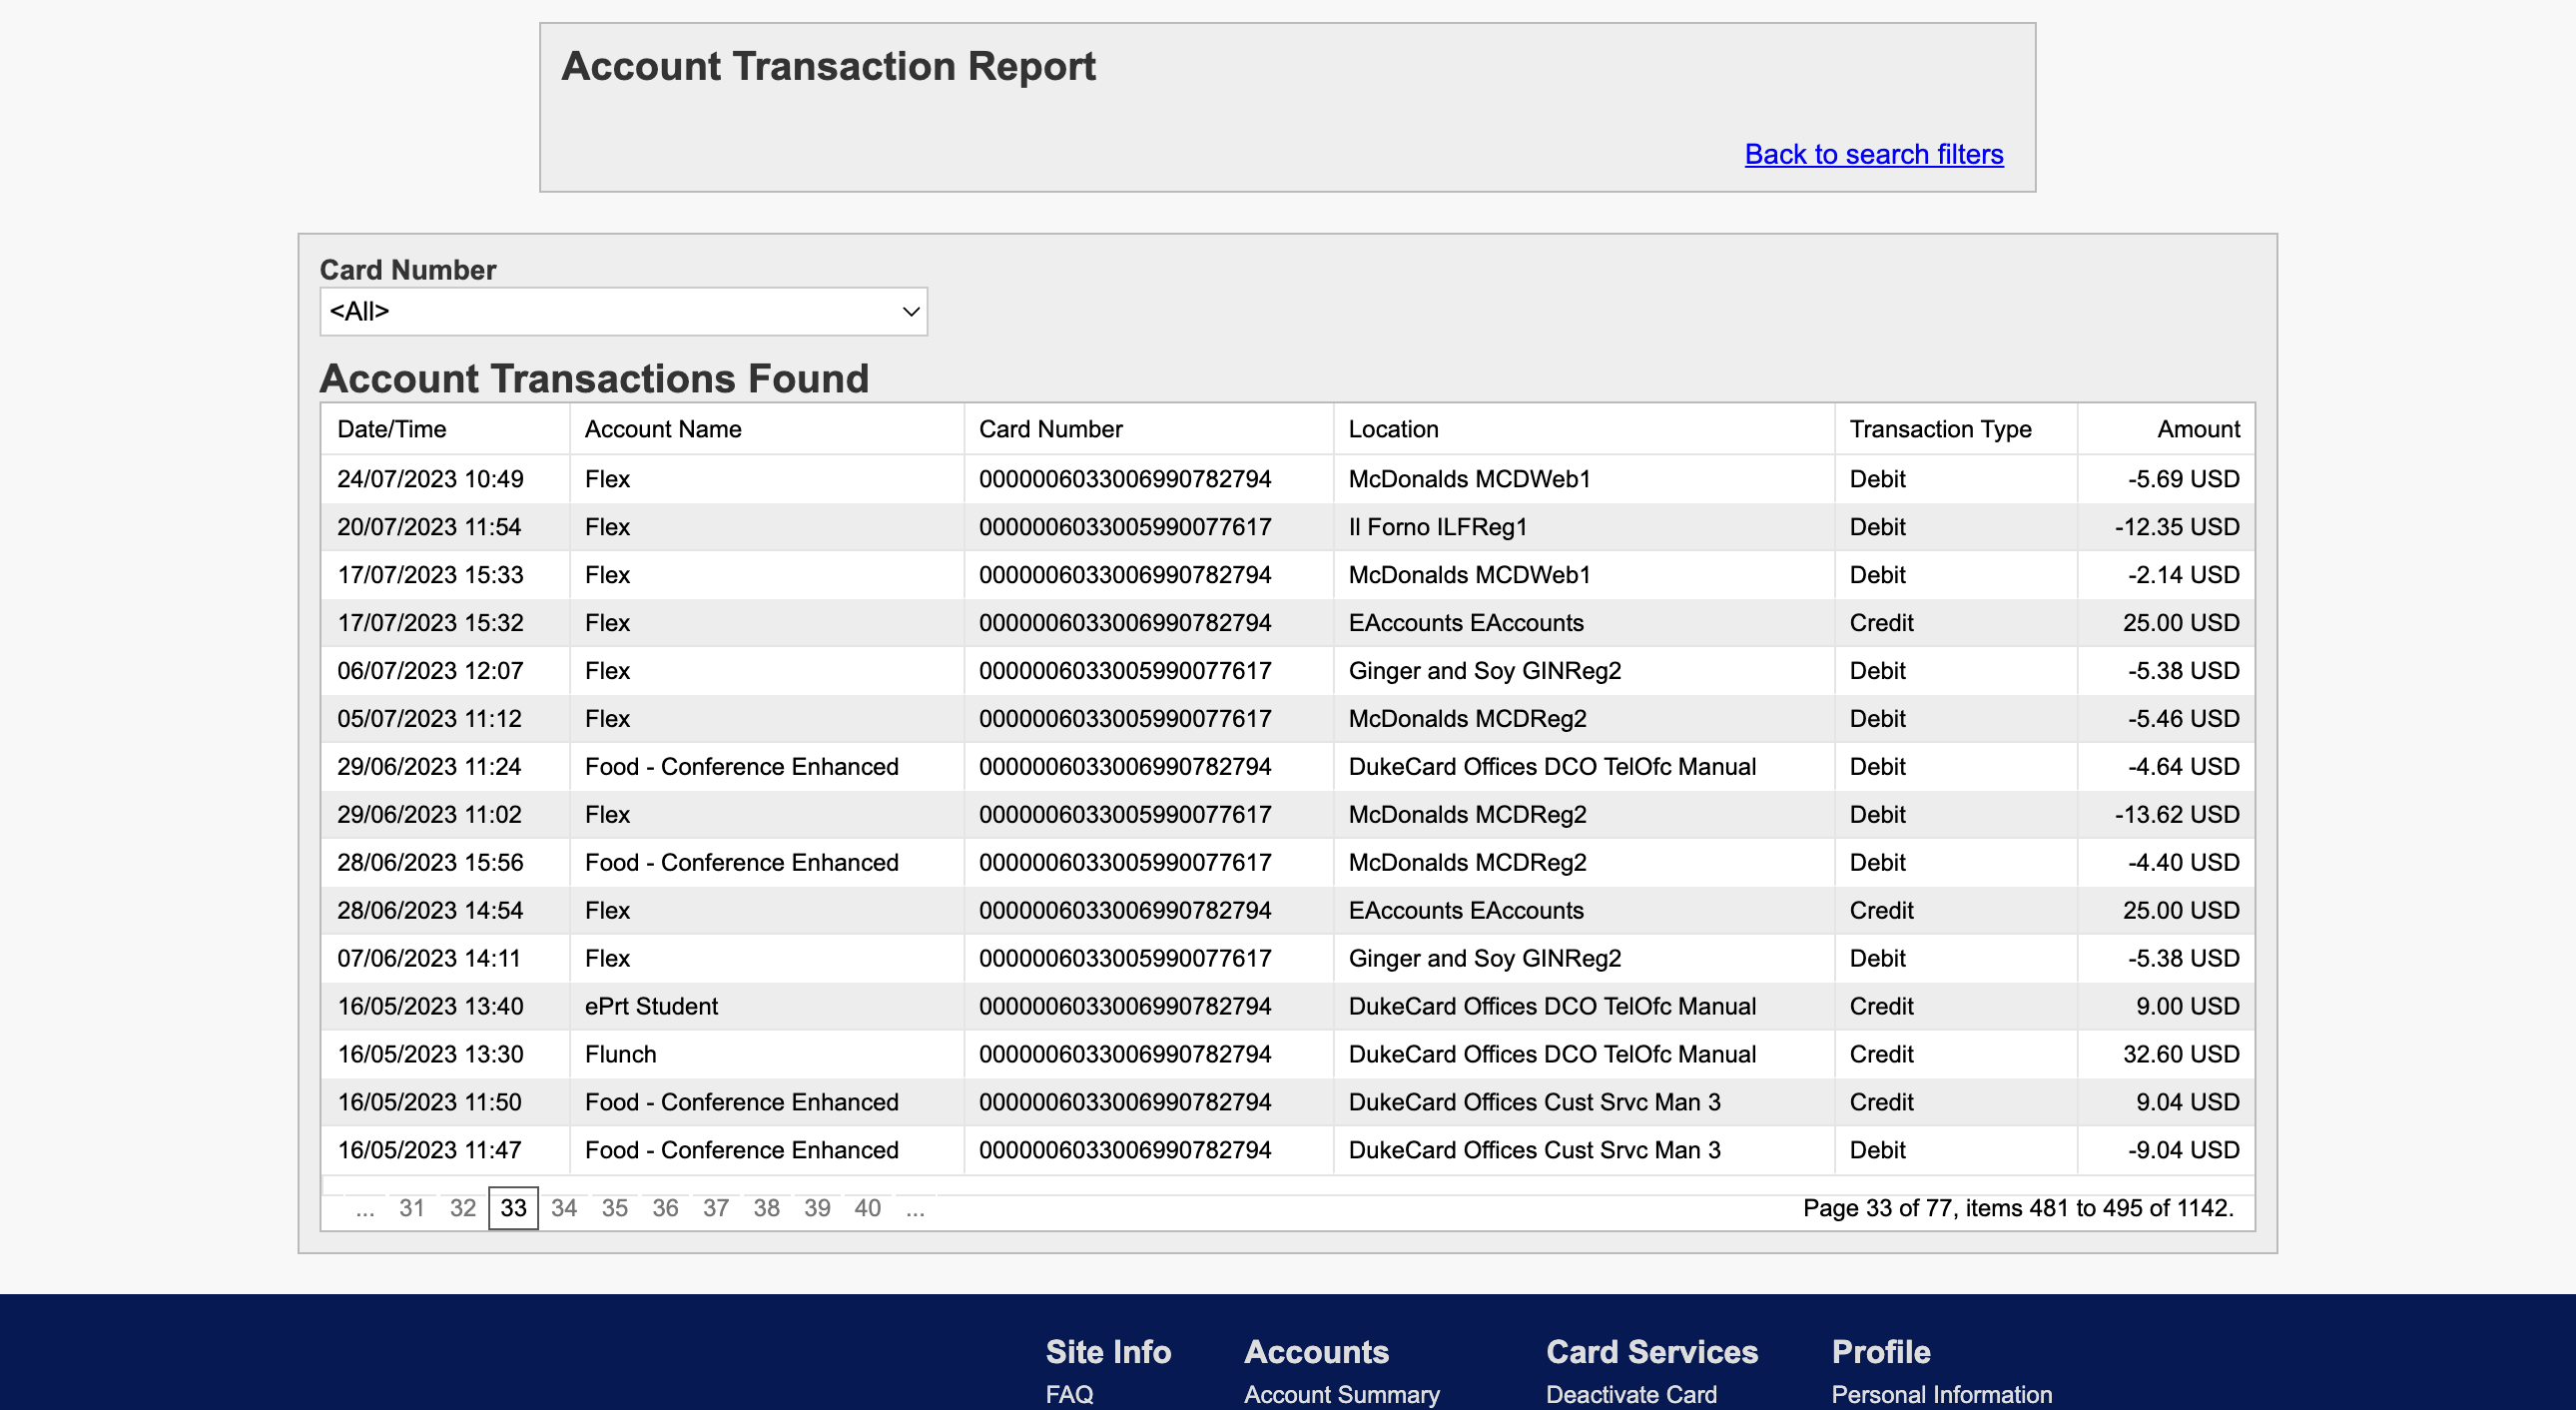 Account Transaction Report
Back to search filters
Card Number
<All>
Account Transactions Found
Date/Time Account Name Card Number Location Transaction Type Amount
24/07/2023 10:49 Flex 0000006033006990782794 McDonalds MCDWeb1 Debit -5.69 USD
20/07/2023 11:54 Flex 0000006033005990077617 Il Forno ILFReg1 Debit -12.35 USD
17/07/2023 15:33 Flex 0000006033006990782794 McDonalds MCDWeb1 Debit -2.14 USD
17/07/2023 15:32 Flex 0000006033006990782794 EAccounts EAccounts Credit 25.00 USD
06/07/2023 12:07 Flex 0000006033005990077617 Ginger and Soy GINReg2 Debit -5.38 USD
05/07/2023 11:12 Flex 0000006033005990077617 McDonalds MCDReg2 Debit -5.46 USD
29/06/2023 11:24 Food - Conference Enhanced 0000006033006990782794 DukeCard Offices DCO TelOfc Manual Debit -4.64 USD
29/06/2023 11:02 Flex 0000006033005990077617 McDonalds MCDReg2 Debit -13.62 USD
28/06/2023 15:56 Food - Conference Enhanced 0000006033005990077617 McDonalds MCDReg2 Debit -4.40 USD
28/06/2023 14:54 Flex 0000006033006990782794 EAccounts EAccounts Credit 25.00 USD
07/06/2023 14:11 Flex 0000006033005990077617 Ginger and Soy GINReg2 Debit -5.38 USD
16/05/2023 13:40 ePrt Student 0000006033006990782794 DukeCard Offices DCO TelOfc Manual Credit 9.00 USD
16/05/2023 13:30 Flunch 0000006033006990782794 DukeCard Offices DCO TelOfc Manual Credit 32.60 USD
16/05/2023 11:50 Food - Conference Enhanced 0000006033006990782794 DukeCard Offices Cust Srvc Man 3 Credit 9.04 USD
16/05/2023 11:47 Food - Conference Enhanced 0000006033006990782794 DukeCard Offices Cust Srvc Man 3 Debit -9.04 USD
... 31 32 33 34 35 36 37 38 39 40 ... Page 33 of 77, items 481 to 495 of 1142.
Site Info Accounts Card Services Profile
FAQ Account Summary Deactivate Card Personal Information